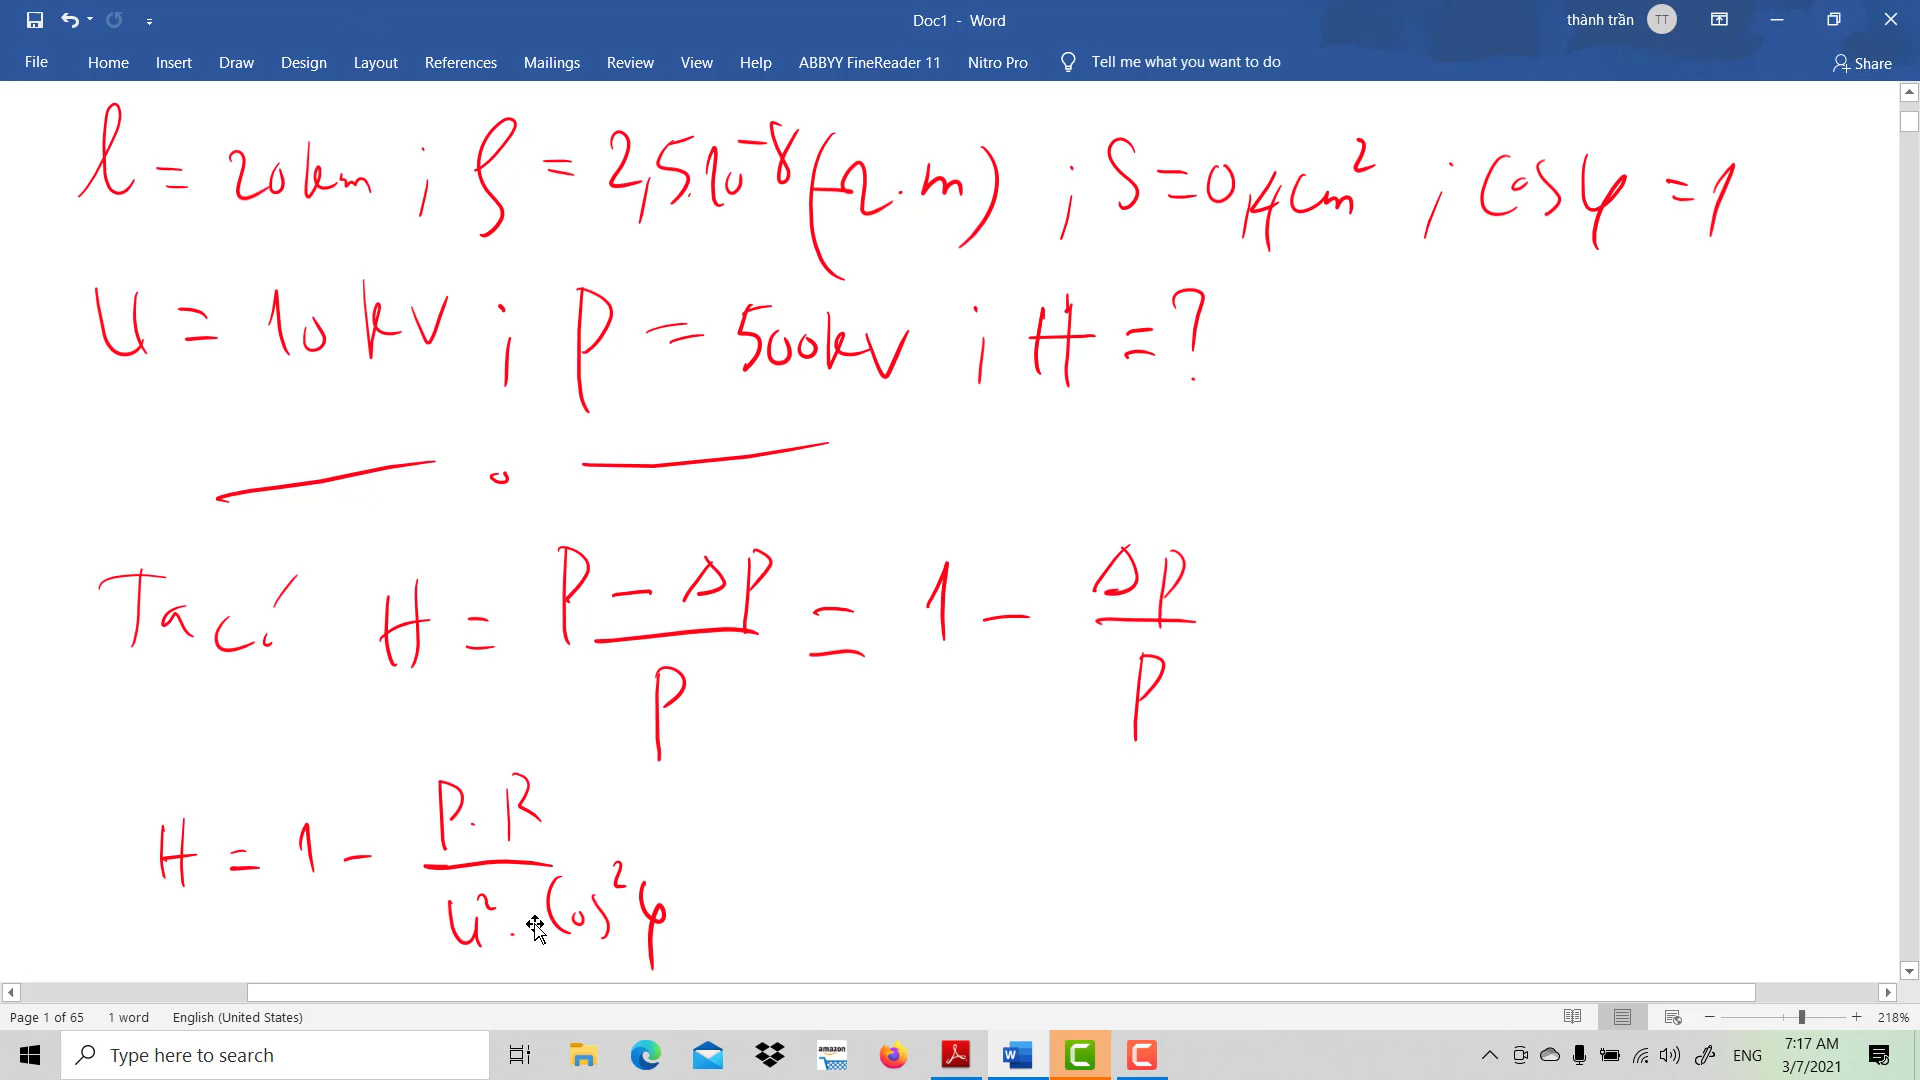 Doc1 - Word
thành trần TT
File Home Insert Draw Design Layout References Mailings Review View Help ABBYY FineReader 11 Nitro Pro Tell me what you want to do Share
l = 20km ; ρ = 2,5.10⁻⁸ (Ω.m) ; S = 0,4cm² ; cosφ = 1
U = 10kV ; P = 500kV ; H = ?
Ta có H = (P - ΔP)/P = 1 - ΔP/P
H = 1 - P.R/(U².cos²φ)
Page 1 of 65 1 word English (United States) 218%
Type here to search
amazon
ENG 7:17 AM
3/7/2021